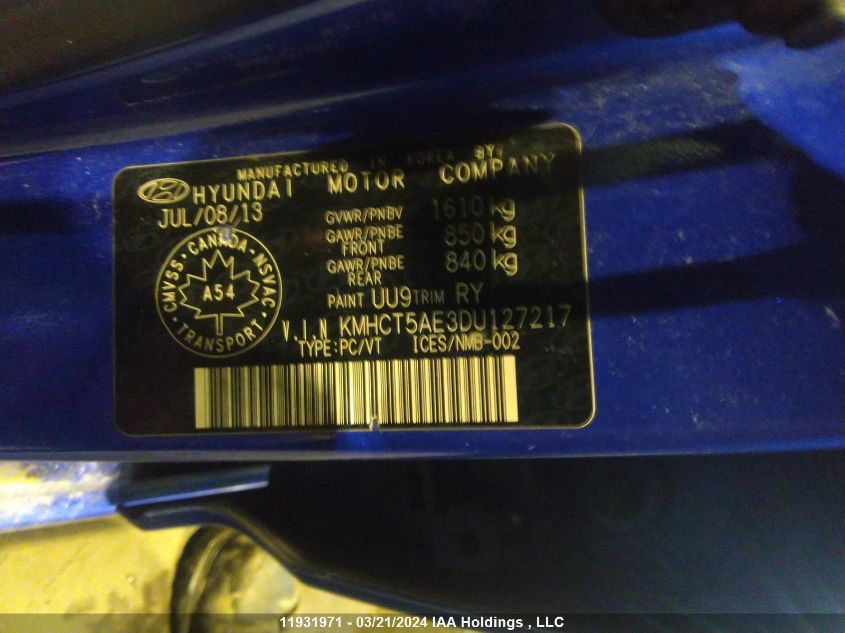 MANUFACTURED IN KOREA BY:
HYUNDAI MOTOR COMPANY
JUL/08/13
GVWR/PNBV 1610 kg
GAWR/PNBE FRONT 850 kg
GAWR/PNBE REAR 840 kg
CANADA
CMVSS · NSVAC
A54
TRANSPORT
PAINT UU9 TRIM RY
V.I.N KMHCT5AE3DU127217
TYPE:PC/VT ICES/NMB-002
11931971 - 03/21/2024 IAA Holdings , LLC